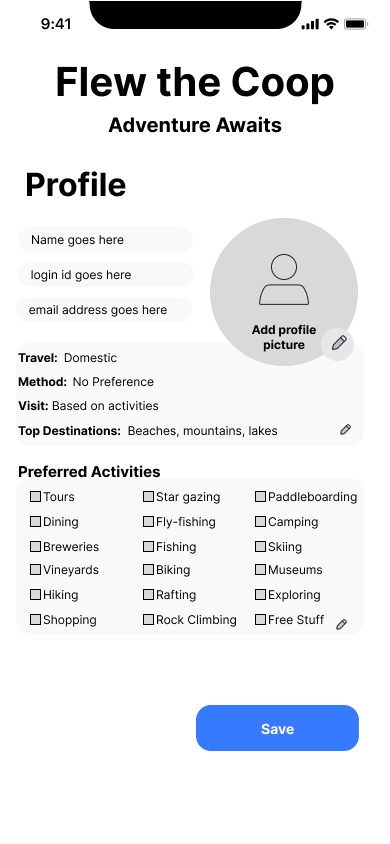 9:41
Flew the Coop
Adventure Awaits
Profile
Name goes here
login id goes here
email address goes here
Add profile
picture
Travel: Domestic
Method: No Preference
Visit: Based on activities
Top Destinations: Beaches, mountains, lakes
Preferred Activities
Tours Star gazing Paddleboarding
Dining Fly-fishing Camping
Breweries Fishing Skiing
Vineyards Biking Museums
Hiking Rafting Exploring
Shopping Rock Climbing Free Stuff
Save